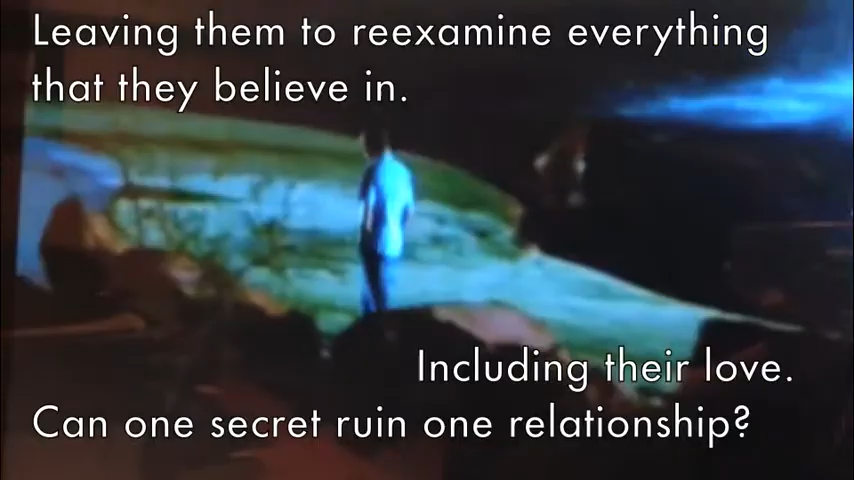 Leaving them to reexamine everything
that they believe in.
Including their love.
Can one secret ruin one relationship?